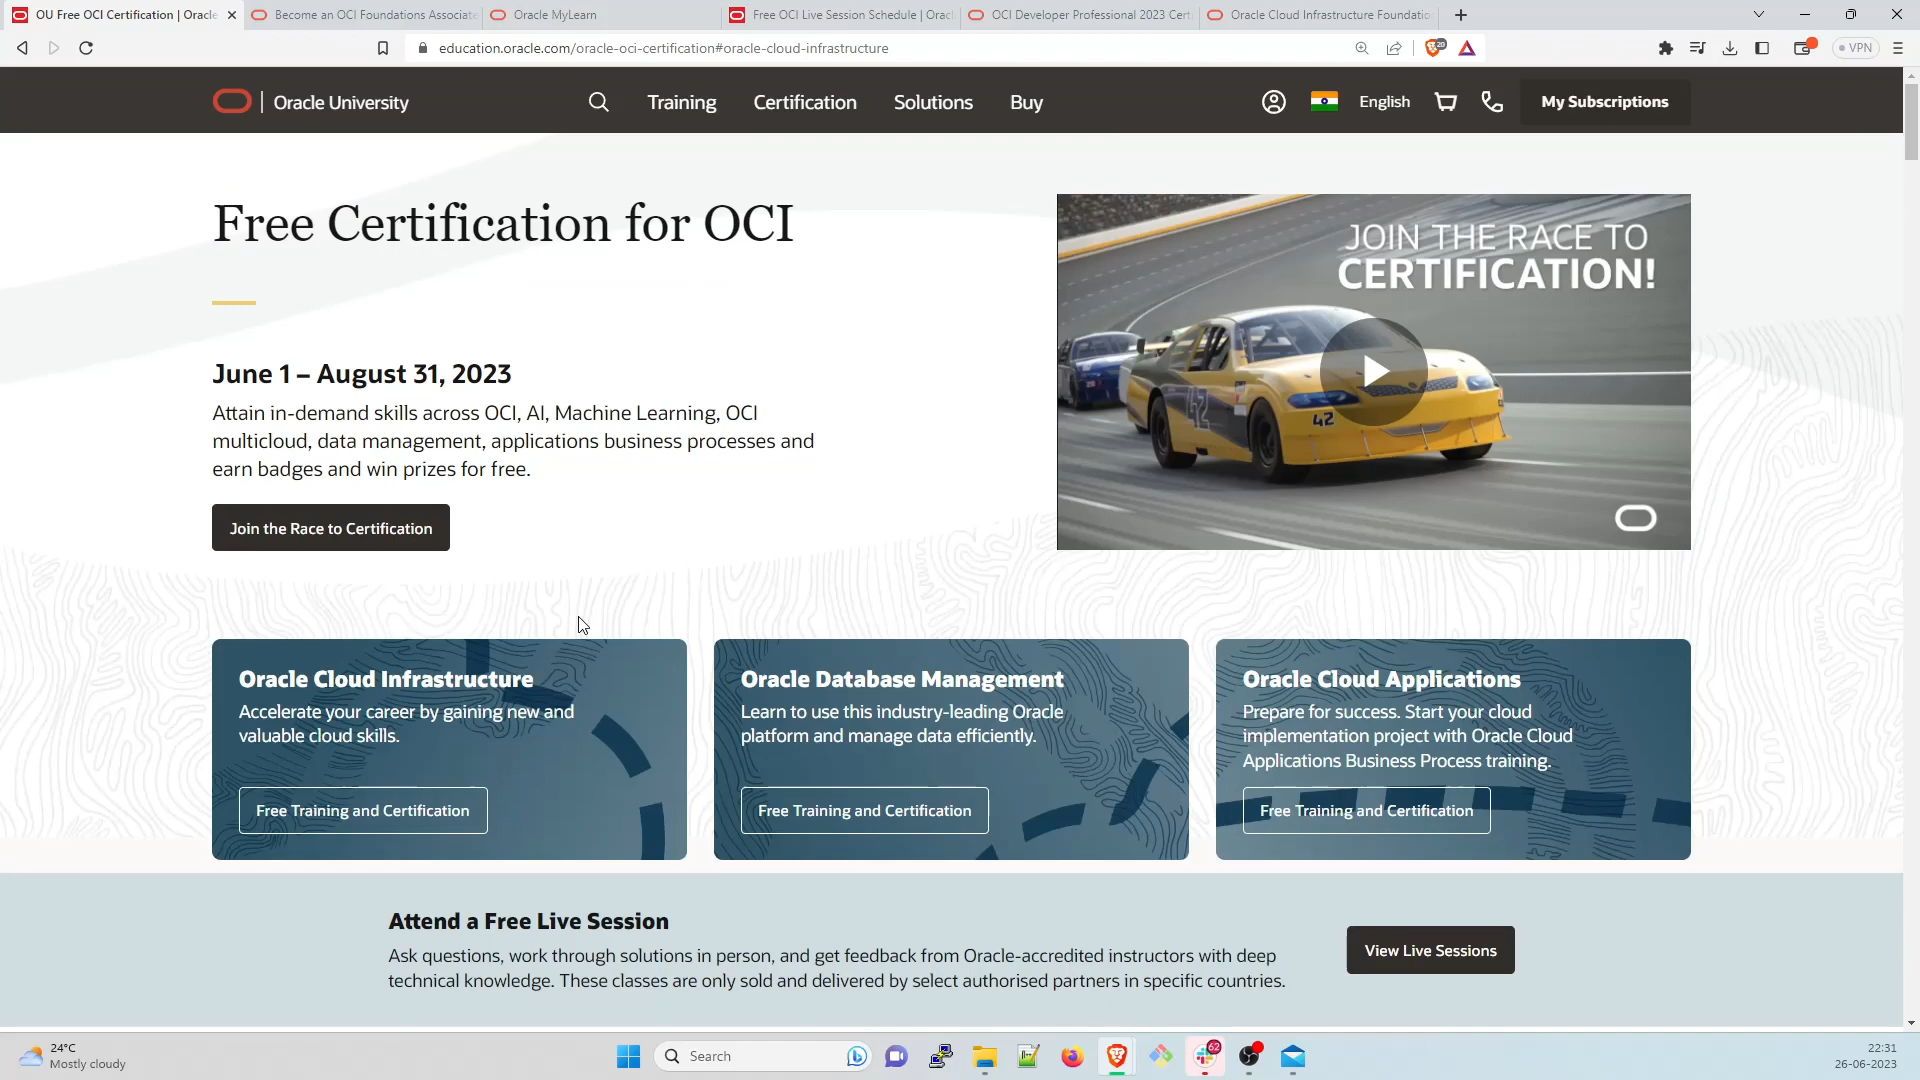 OU Free OCI Certification | Oracle
Become an OCI Foundations Associate
Oracle MyLearn
Free OCI Live Session Schedule | Orac
OCI Developer Professional 2023 Cert
Oracle Cloud Infrastructure Foundatio
education.oracle.com/oracle-oci-certification#oracle-cloud-infrastructure
20
VPN
Oracle University
Training
Certification
Solutions
Buy
English
My Subscriptions
Free Certification for OCI
JOIN THE RACE TO
CERTIFICATION!
42
42
June 1 – August 31, 2023
Attain in-demand skills across OCI, AI, Machine Learning, OCI
multicloud, data management, applications business processes and
earn badges and win prizes for free.
Join the Race to Certification
Oracle Cloud Infrastructure
Accelerate your career by gaining new and
valuable cloud skills.
Free Training and Certification
Oracle Database Management
Learn to use this industry-leading Oracle
platform and manage data efficiently.
Free Training and Certification
Oracle Cloud Applications
Prepare for success. Start your cloud
implementation project with Oracle Cloud
Applications Business Process training.
Free Training and Certification
Attend a Free Live Session
Ask questions, work through solutions in person, and get feedback from Oracle-accredited instructors with deep
technical knowledge. These classes are only sold and delivered by select authorised partners in specific countries.
View Live Sessions
24°C
Mostly cloudy
Search
62
22:31
26-06-2023